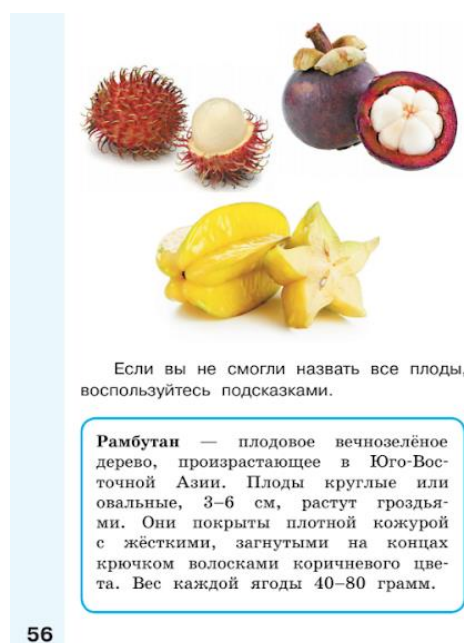 Если вы не смогли назвать все плоды,
воспользуйтесь подсказками.
Рамбутан — плодовое вечнозелёное
дерево, произрастающее в Юго-Вос-
точной Азии. Плоды круглые или
овальные, 3–6 см, растут гроздья-
ми. Они покрыты плотной кожурой
с жёсткими, загнутыми на концах
крючком волосками коричневого цве-
та. Вес каждой ягоды 40–80 грамм.
56